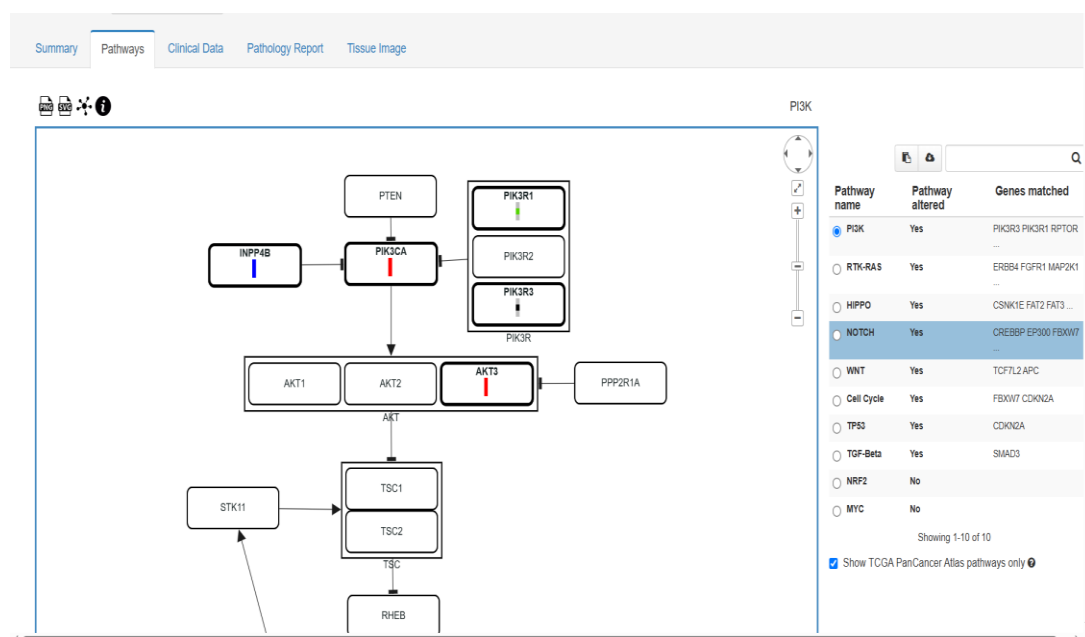 Summary Pathways Clinical Data Pathology Report Tissue Image
PNG SVG
PI3K
PTEN
PIK3R1
INPP4B
PIK3CA
PIK3R2
PIK3R3
PIK3R
AKT1
AKT2
AKT3
PPP2R1A
AKT
TSC1
STK11
TSC2
TSC
RHEB
Pathway name Pathway altered Genes matched
PI3K Yes PIK3R3 PIK3R1 RPTOR
...
RTK-RAS Yes ERBB4 FGFR1 MAP2K1
...
HIPPO Yes CSNK1E FAT2 FAT3 ...
NOTCH Yes CREBBP EP300 FBXW7
...
WNT Yes TCF7L2 APC
Cell Cycle Yes FBXW7 CDKN2A
TP53 Yes CDKN2A
TGF-Beta Yes SMAD3
NRF2 No
MYC No
Showing 1-10 of 10
Show TCGA PanCancer Atlas pathways only